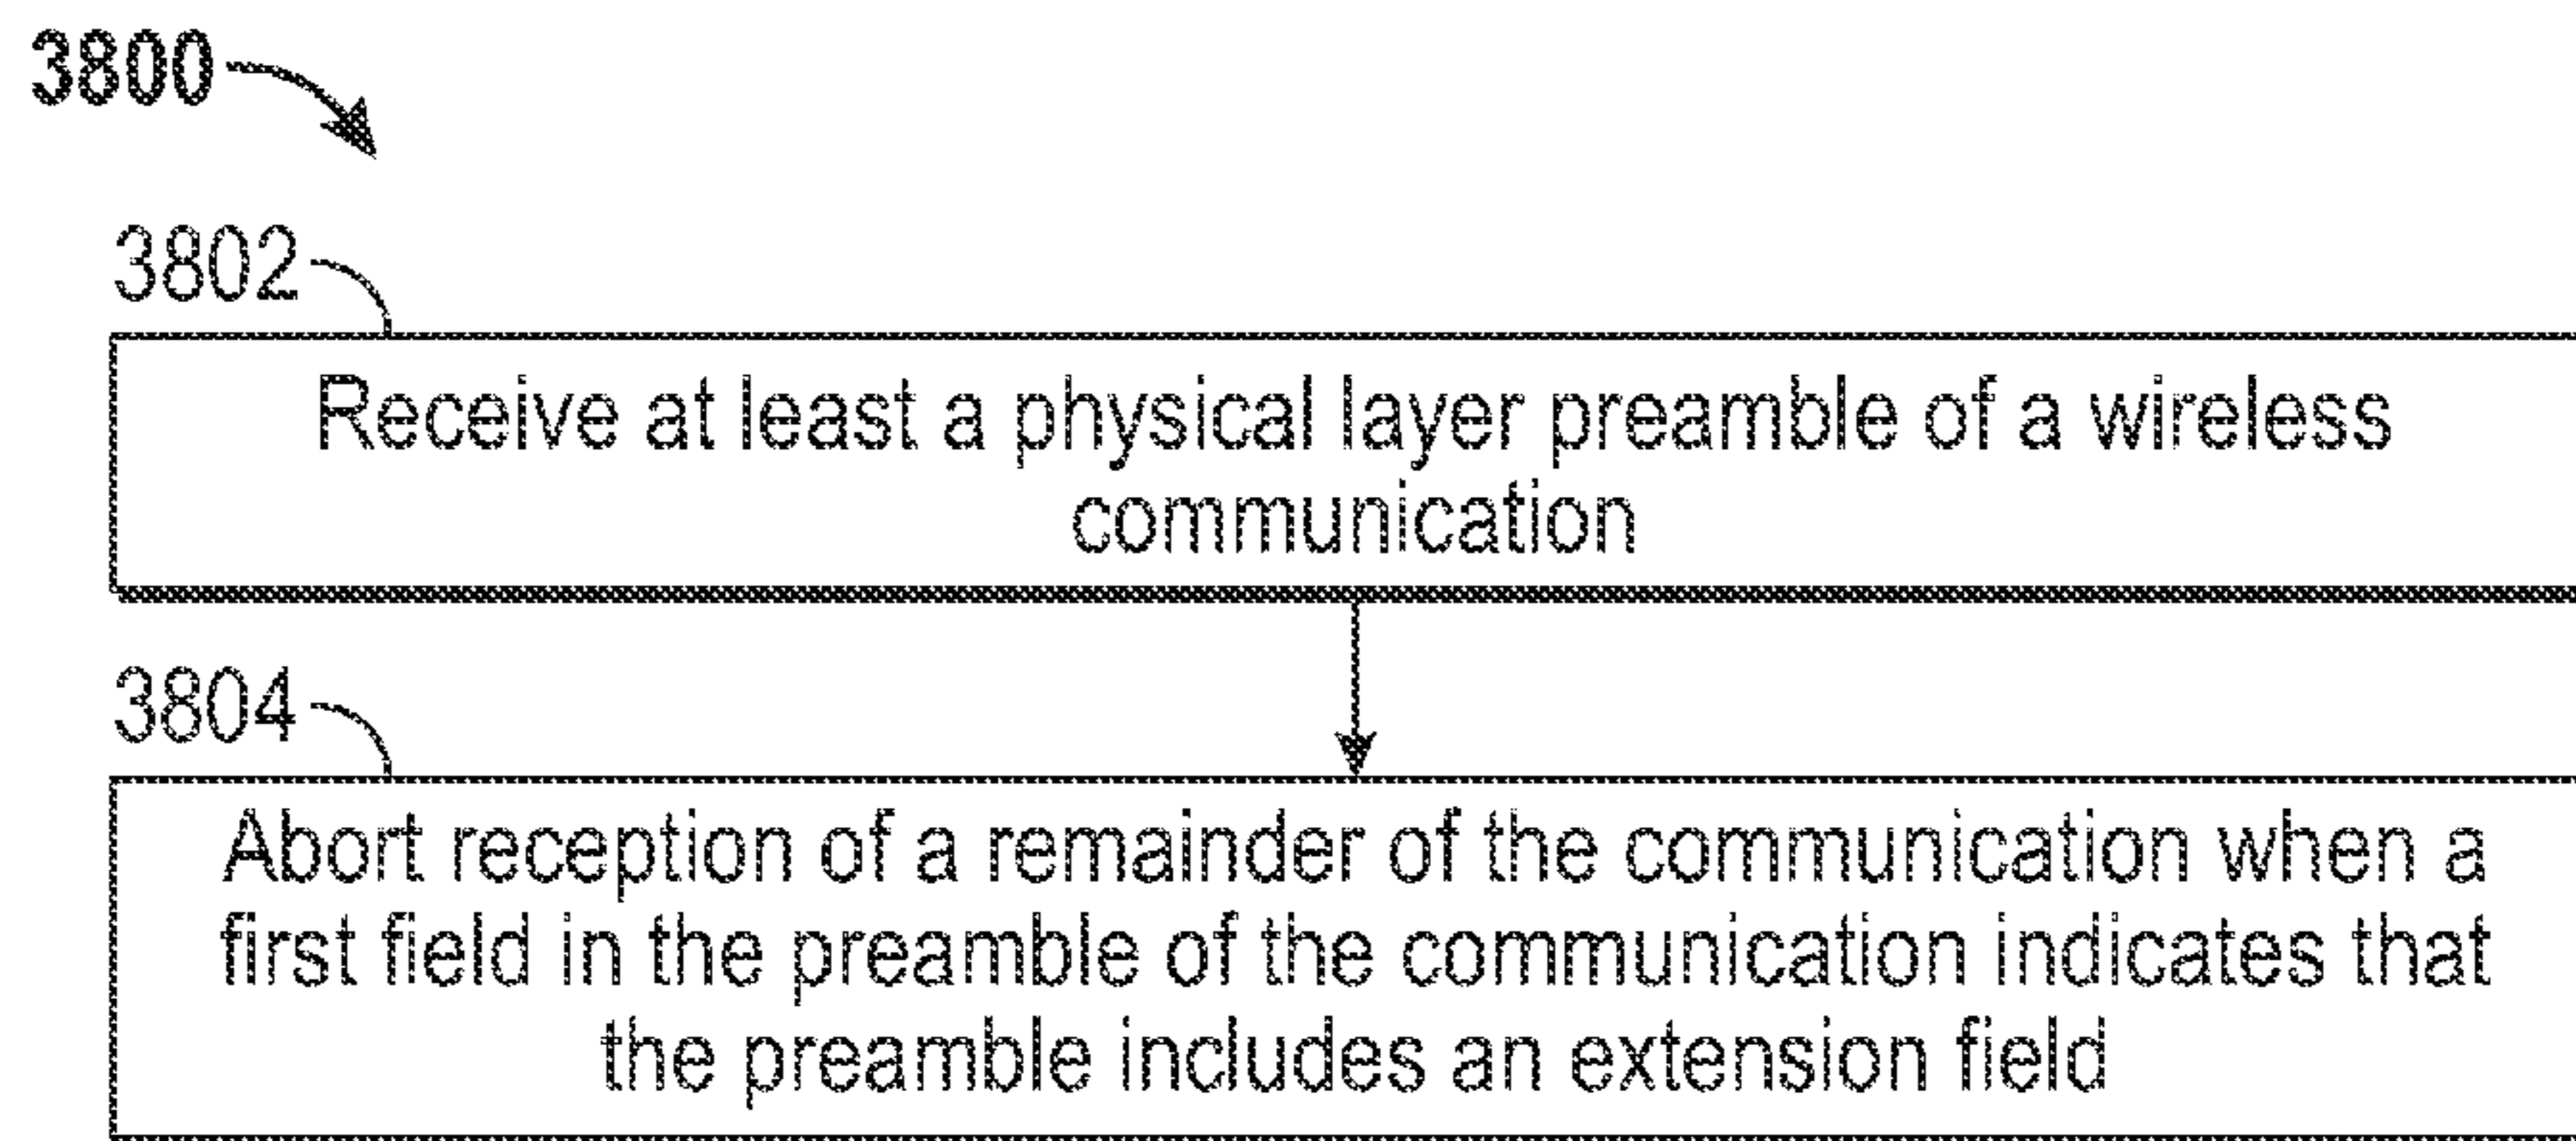 3800
3802
Receive at least a physical layer preamble of a wireless
communication
3804
Abort reception of a remainder of the communication when a
first field in the preamble of the communication indicates that
the preamble includes an extension field